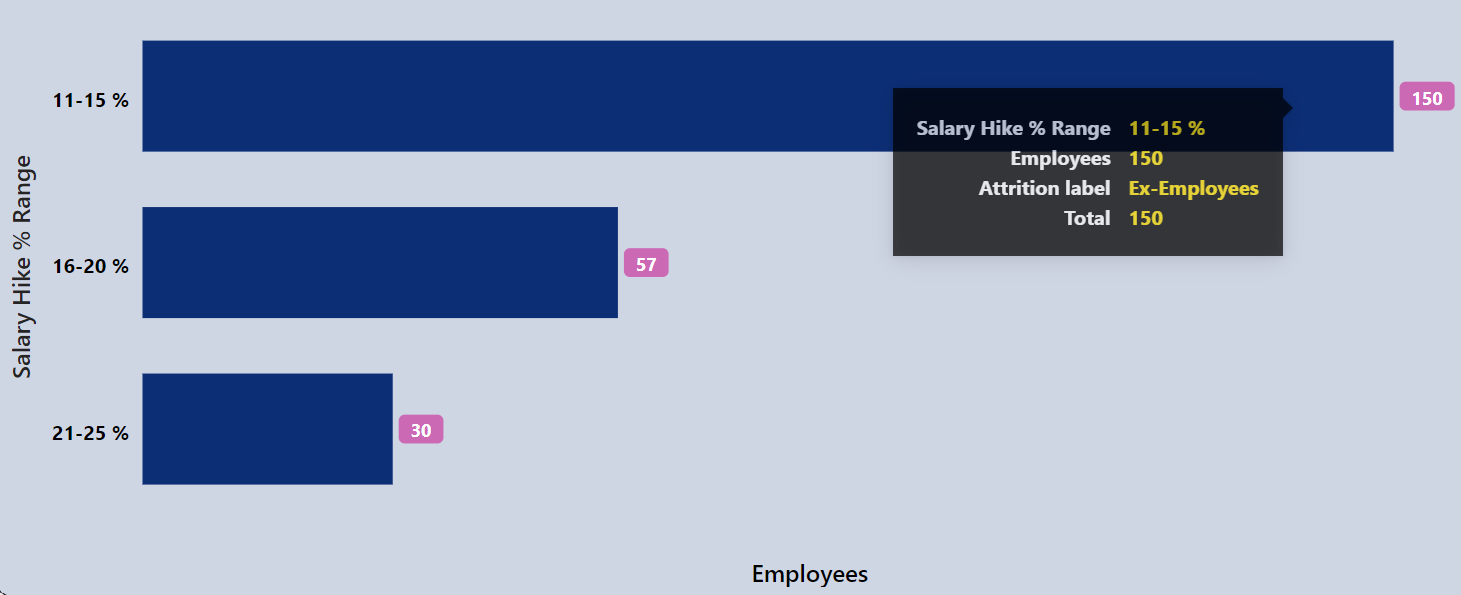 Salary Hike % Range
11-15 %
150
16-20 %
57
21-25 %
30
Salary Hike % Range 11-15 %
Employees 150
Attrition label Ex-Employees
Total 150
Employees